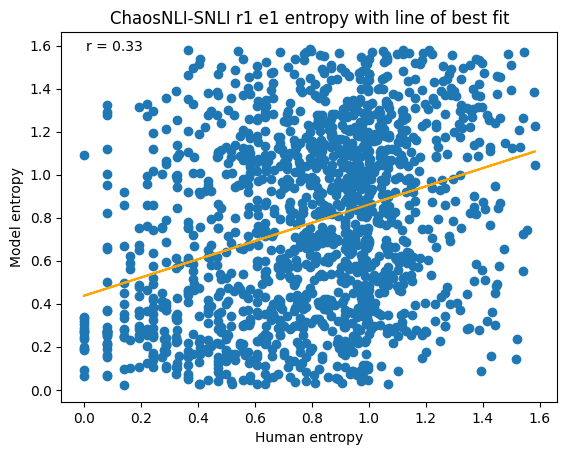 ChaosNLI-SNLI r1 e1 entropy with line of best fit
r = 0.33
Model entropy
1.6
1.4
1.2
1.0
0.8
0.6
0.4
0.2
0.0
0.0 0.2 0.4 0.6 0.8 1.0 1.2 1.4 1.6
Human entropy